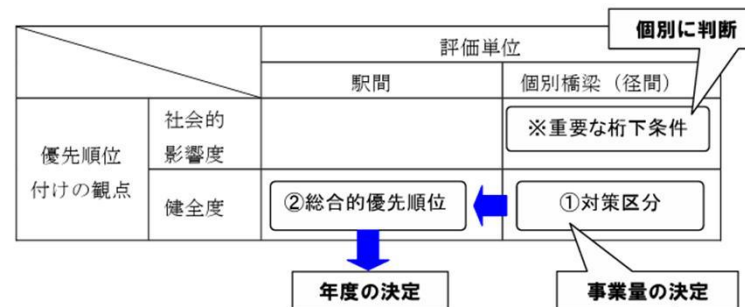 個別に判断
評価単位
駅間
個別橋梁（径間）
社会的
影響度
※重要な桁下条件
優先順位
付けの観点
健全度
②総合的優先順位
①対策区分
年度の決定
事業量の決定